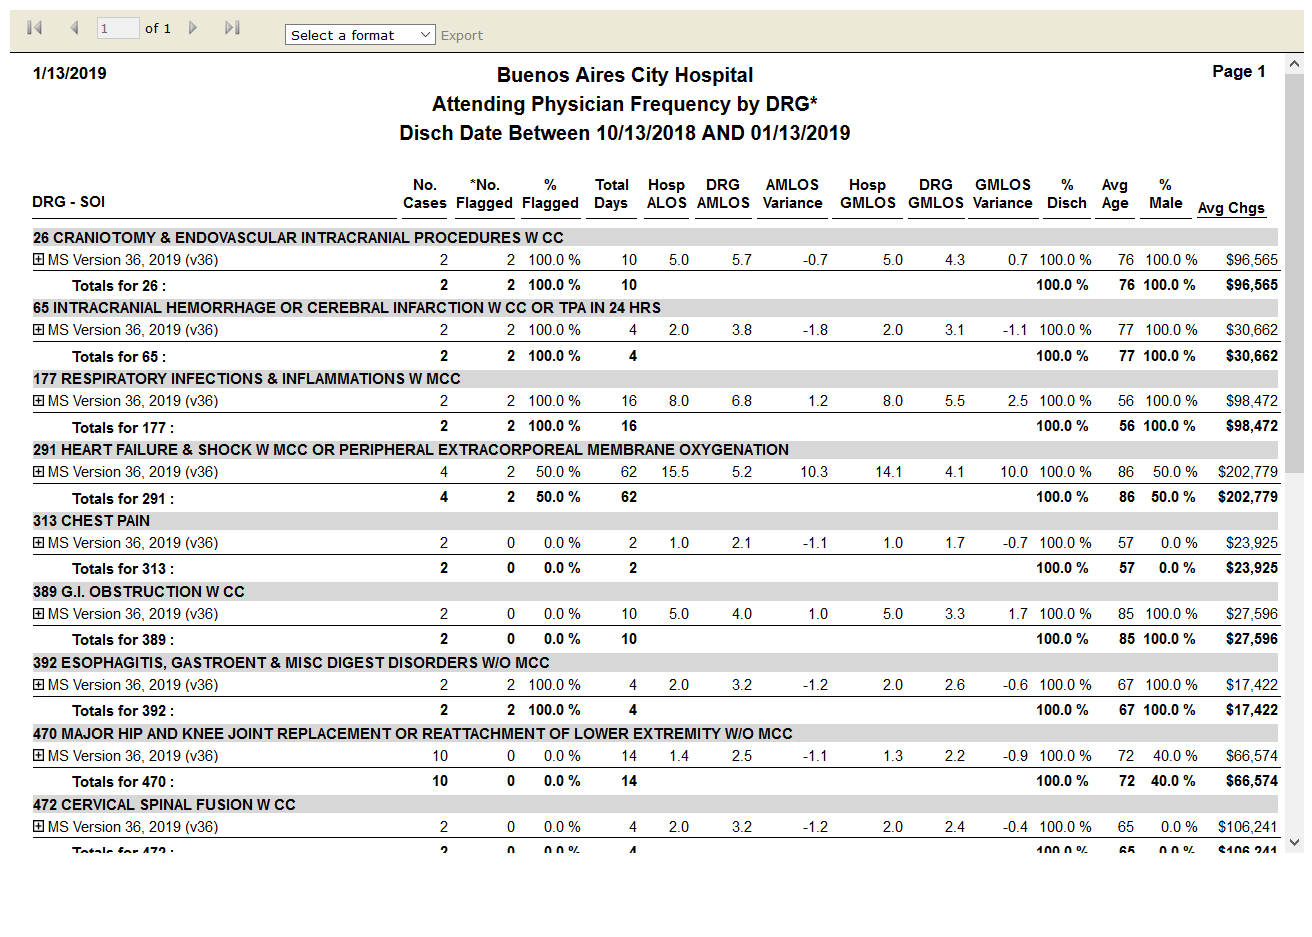 1 of 1 Select a format Export
1/13/2019 Buenos Aires City Hospital Page 1
Attending Physician Frequency by DRG*
Disch Date Between 10/13/2018 AND 01/13/2019
No. *No. % Total Hosp DRG AMLOS Hosp DRG GMLOS % Avg %
DRG - SOI Cases Flagged Flagged Days ALOS AMLOS Variance GMLOS GMLOS Variance Disch Age Male Avg Chgs
26 CRANIOTOMY & ENDOVASCULAR INTRACRANIAL PROCEDURES W CC
MS Version 36, 2019 (v36) 2 2 100.0 % 10 5.0 5.7 -0.7 5.0 4.3 0.7 100.0 % 76 100.0 % $96,565
Totals for 26 : 2 2 100.0 % 10 100.0 % 76 100.0 % $96,565
65 INTRACRANIAL HEMORRHAGE OR CEREBRAL INFARCTION W CC OR TPA IN 24 HRS
MS Version 36, 2019 (v36) 2 2 100.0 % 4 2.0 3.8 -1.8 2.0 3.1 -1.1 100.0 % 77 100.0 % $30,662
Totals for 65 : 2 2 100.0 % 4 100.0 % 77 100.0 % $30,662
177 RESPIRATORY INFECTIONS & INFLAMMATIONS W MCC
MS Version 36, 2019 (v36) 2 2 100.0 % 16 8.0 6.8 1.2 8.0 5.5 2.5 100.0 % 56 100.0 % $98,472
Totals for 177 : 2 2 100.0 % 16 100.0 % 56 100.0 % $98,472
291 HEART FAILURE & SHOCK W MCC OR PERIPHERAL EXTRACORPOREAL MEMBRANE OXYGENATION
MS Version 36, 2019 (v36) 4 2 50.0 % 62 15.5 5.2 10.3 14.1 4.1 10.0 100.0 % 86 50.0 % $202,779
Totals for 291 : 4 2 50.0 % 62 100.0 % 86 50.0 % $202,779
313 CHEST PAIN
MS Version 36, 2019 (v36) 2 0 0.0 % 2 1.0 2.1 -1.1 1.0 1.7 -0.7 100.0 % 57 0.0 % $23,925
Totals for 313 : 2 0 0.0 % 2 100.0 % 57 0.0 % $23,925
389 G.I. OBSTRUCTION W CC
MS Version 36, 2019 (v36) 2 0 0.0 % 10 5.0 4.0 1.0 5.0 3.3 1.7 100.0 % 85 100.0 % $27,596
Totals for 389 : 2 0 0.0 % 10 100.0 % 85 100.0 % $27,596
392 ESOPHAGITIS, GASTROENT & MISC DIGEST DISORDERS W/O MCC
MS Version 36, 2019 (v36) 2 2 100.0 % 4 2.0 3.2 -1.2 2.0 2.6 -0.6 100.0 % 67 100.0 % $17,422
Totals for 392 : 2 2 100.0 % 4 100.0 % 67 100.0 % $17,422
470 MAJOR HIP AND KNEE JOINT REPLACEMENT OR REATTACHMENT OF LOWER EXTREMITY W/O MCC
MS Version 36, 2019 (v36) 10 0 0.0 % 14 1.4 2.5 -1.1 1.3 2.2 -0.9 100.0 % 72 40.0 % $66,574
Totals for 470 : 10 0 0.0 % 14 100.0 % 72 40.0 % $66,574
472 CERVICAL SPINAL FUSION W CC
MS Version 36, 2019 (v36) 2 0 0.0 % 4 2.0 3.2 -1.2 2.0 2.4 -0.4 100.0 % 65 0.0 % $106,241
Totals for 472 : 2 0 0.0 % 4 100.0 % 65 0.0 % $106,241